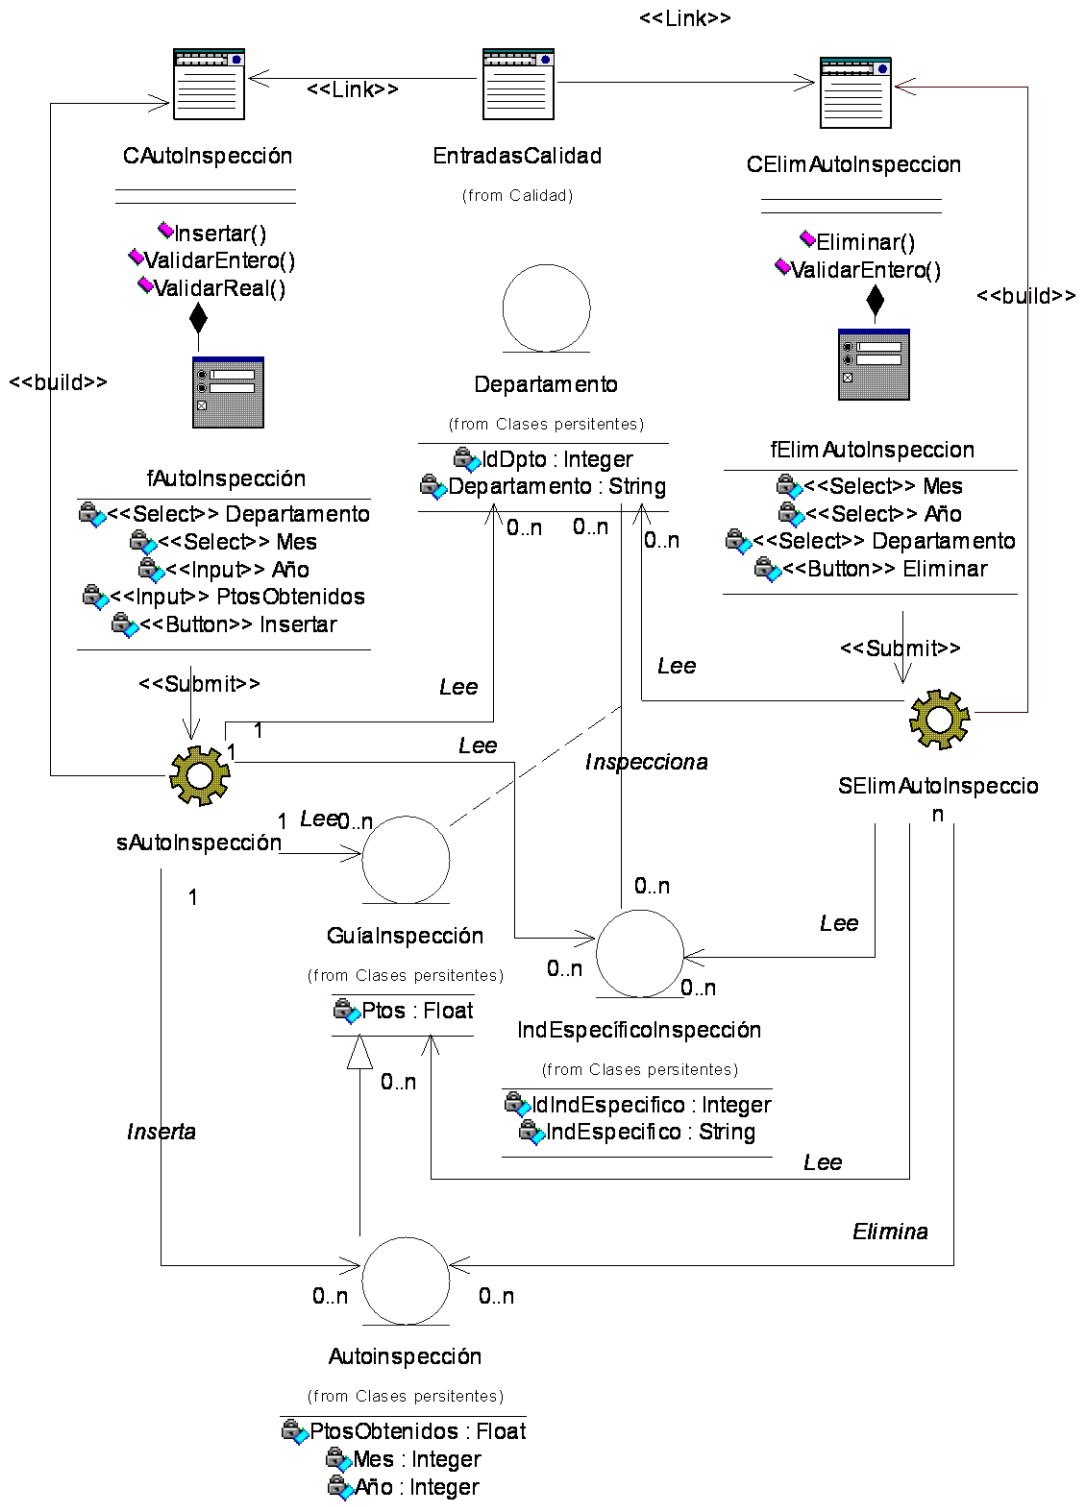 <<Link>>
<<Link>>
CAutoInspección
EntradasCalidad
(from Calidad)
CElimAutoInspeccion
Insertar()
ValidarEntero()
ValidarReal()
Eliminar()
ValidarEntero()
<<build>>
<<build>>
Departamento
(from Clases persitentes)
IdDpto : Integer
Departamento : String
fAutoInspección
<<Select>> Departamento
<<Select>> Mes
<<Input>> Año
<<Input>> PtosObtenidos
<<Button>> Insertar
fElimAutoInspeccion
<<Select>> Mes
<<Select>> Año
<<Select>> Departamento
<<Button>> Eliminar
0..n
0..n
0..n
<<Submit>>
<<Submit>>
Lee
Lee
1
1
Lee
Inspecciona
SElimAutoInspeccio
n
sAutoInspección
1
Lee
0..n
1
GuíaInspección
(from Clases persitentes)
Ptos : Float
0..n
0..n
0..n
Lee
0..n
IndEspecíficoInspección
(from Clases persitentes)
IdIndEspecifico : Integer
IndEspecifico : String
Inserta
Lee
Elimina
0..n
0..n
Autoinspección
(from Clases persitentes)
PtosObtenidos : Float
Mes : Integer
Año : Integer